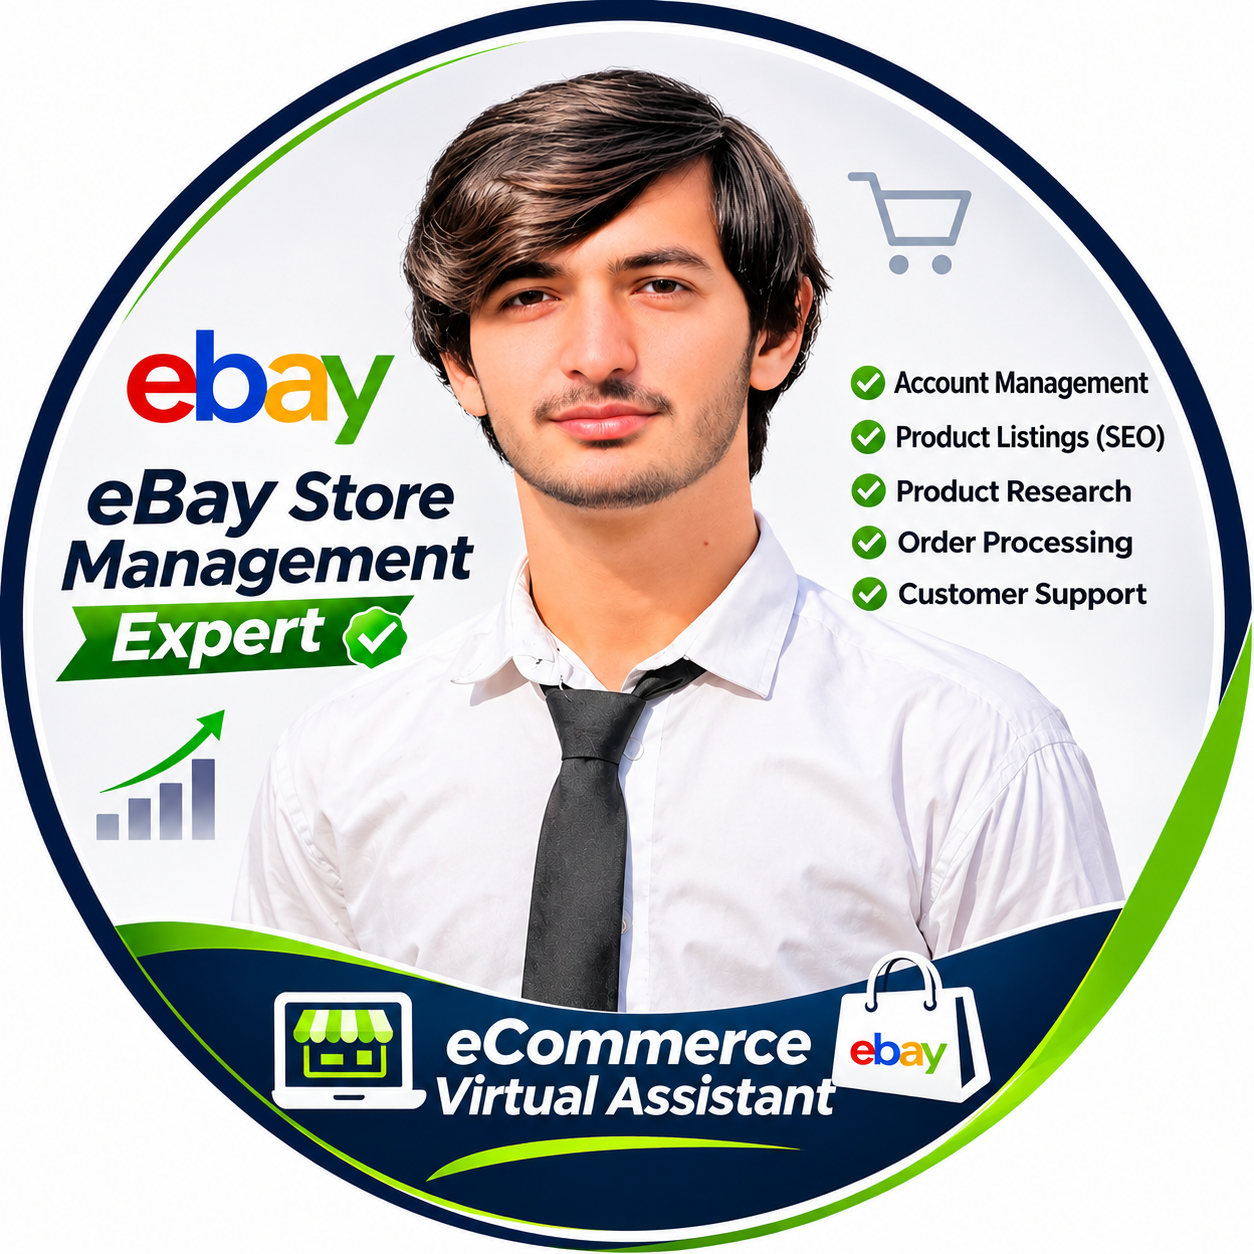 ebay
eBay Store
Management
Expert
Account Management
Product Listings (SEO)
Product Research
Order Processing
Customer Support
eCommerce
Virtual Assistant
ebay